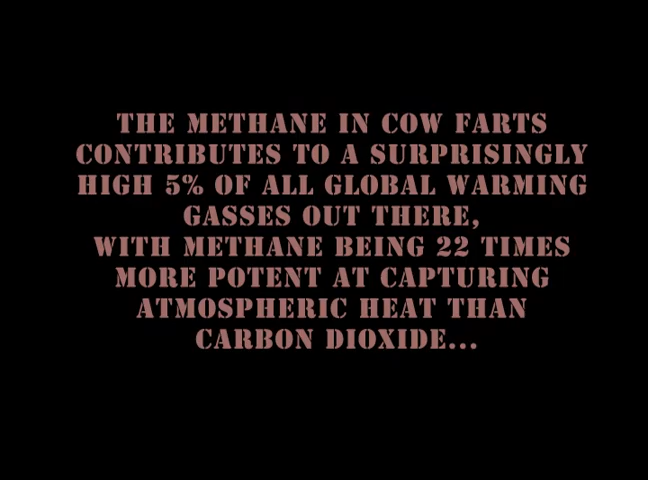 THE METHANE IN COW FARTS
CONTRIBUTES TO A SURPRISINGLY
HIGH 5% OF ALL GLOBAL WARMING
GASSES OUT THERE,
WITH METHANE BEING 22 TIMES
MORE POTENT AT CAPTURING
ATMOSPHERIC HEAT THAN
CARBON DIOXIDE...